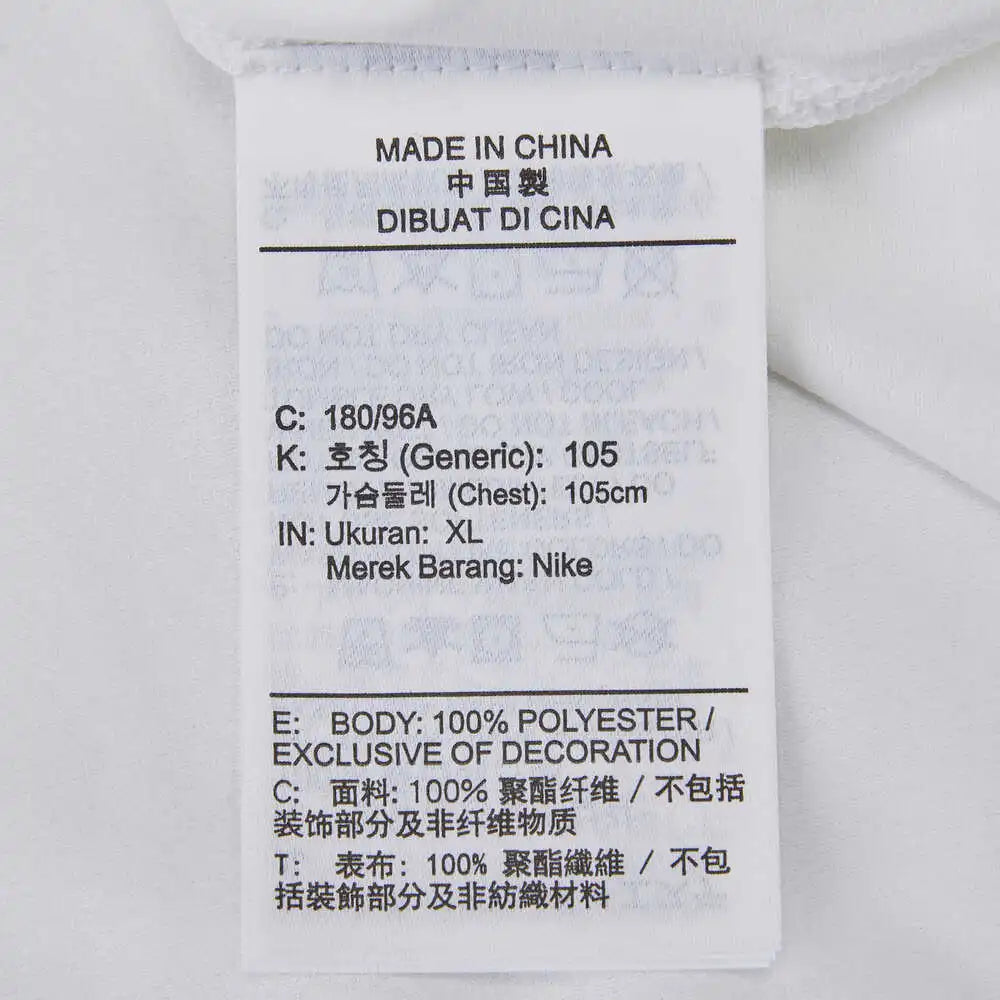 MADE IN CHINA
中国製
DIBUAT DI CINA
C: 180/96A
K: 호칭 (Generic): 105
가슴둘레 (Chest): 105cm
IN: Ukuran: XL
Merek Barang: Nike
E: BODY: 100% POLYESTER /
EXCLUSIVE OF DECORATION
C: 面料: 100% 聚酯纤维 / 不包括
装饰部分及非纤维物质
T: 表布: 100% 聚酯纖維 / 不包
括裝飾部分及非紡織材料